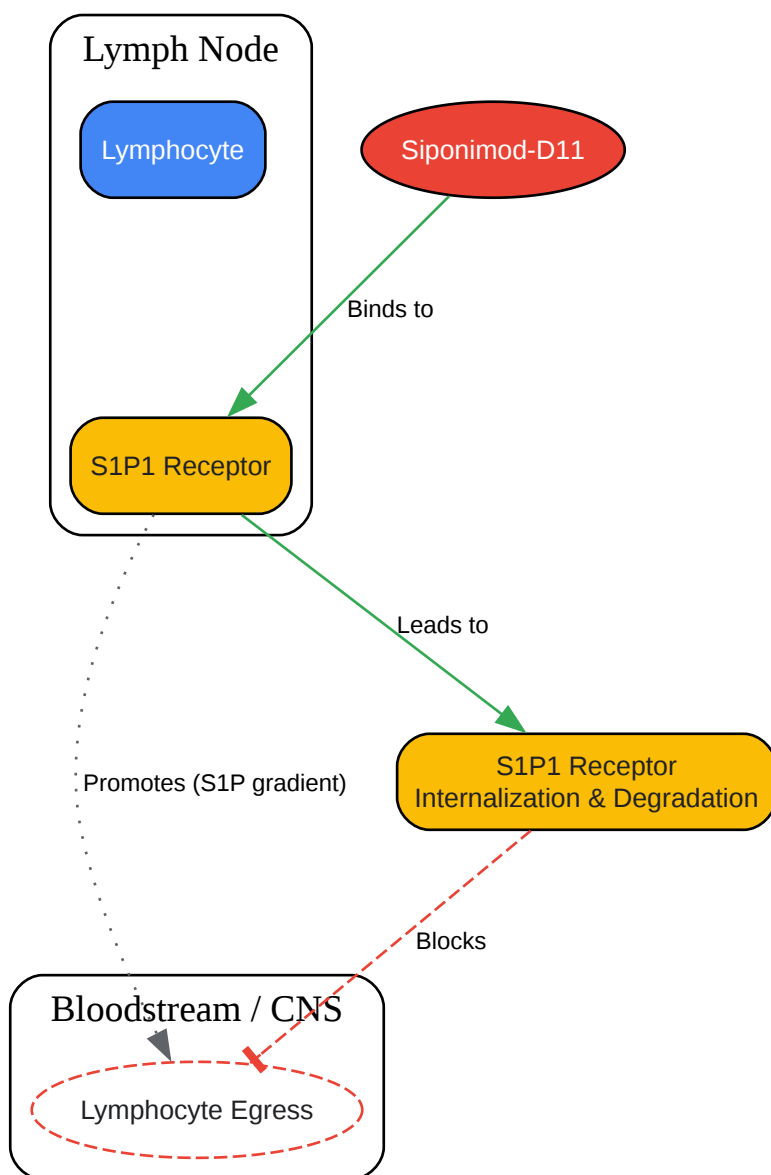 Lymph Node
Lymphocyte
Siponimod-D11
Binds to
S1P1 Receptor
Leads to
S1P1 Receptor
Internalization & Degradation
Promotes (S1P gradient)
Blocks
Bloodstream / CNS
Lymphocyte Egress